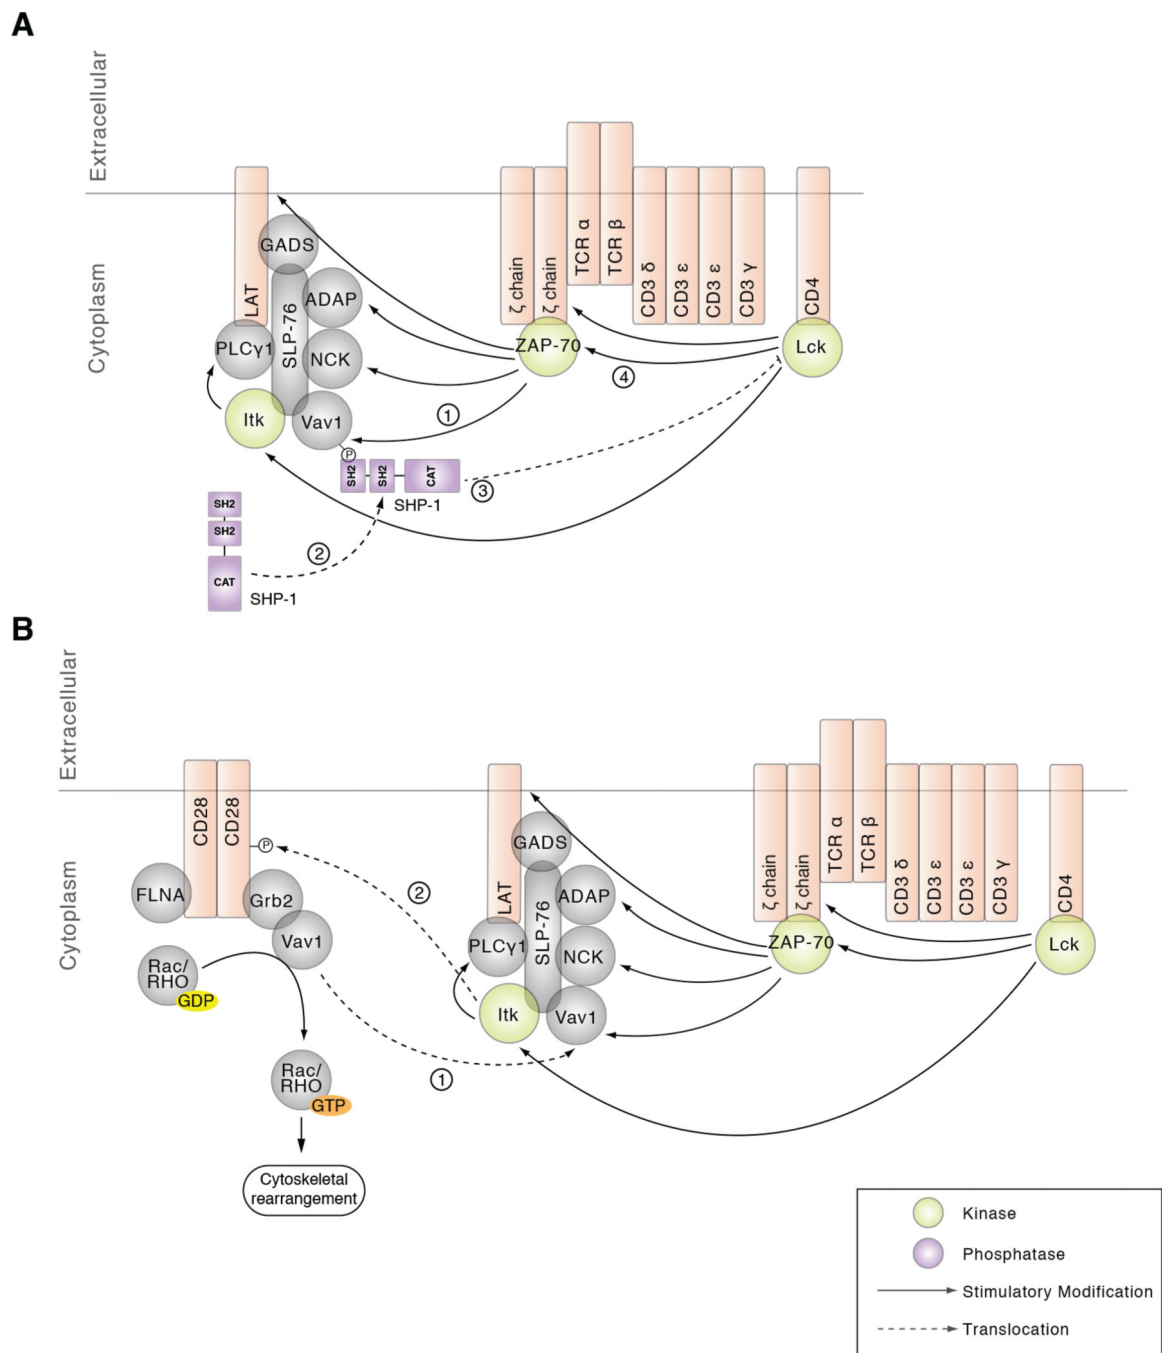 A
Extracellular
Cytoplasm
LAT
GADS
SLP-76
ADAP
PLCγ1
NCK
Itk
Vav1
P
SH2
SH2
CAT
SHP-1
SH2
SH2
CAT
SHP-1
1
2
3
4
ζ chain
ζ chain
TCR α
TCR β
CD3 δ
CD3 ε
CD3 ε
CD3 γ
CD4
ZAP-70
Lck
B
Extracellular
Cytoplasm
CD28
CD28
P
FLNA
Grb2
Vav1
Rac/
RHO
GDP
Rac/
RHO
GTP
Cytoskeletal
rearrangement
1
2
LAT
GADS
SLP-76
ADAP
PLCγ1
NCK
Itk
Vav1
ζ chain
ζ chain
TCR α
TCR β
CD3 δ
CD3 ε
CD3 ε
CD3 γ
CD4
ZAP-70
Lck
Kinase
Phosphatase
Stimulatory Modification
Translocation